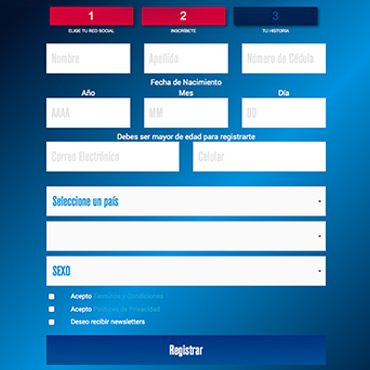 1 2 3
ELIGE TU RED SOCIAL INSCRÍBETE TU HISTORIA
Nombre Apellido Número de Cédula
Fecha de Nacimiento
Año Mes Día
AAAA MM DD
Debes ser mayor de edad para registrarte
Correo Electrónico Celular
Seleccione un país
SEXO
Acepto Terminos y Condiciones
Acepto Politicas de Privacidad
Deseo recibir newsletters
Registrar